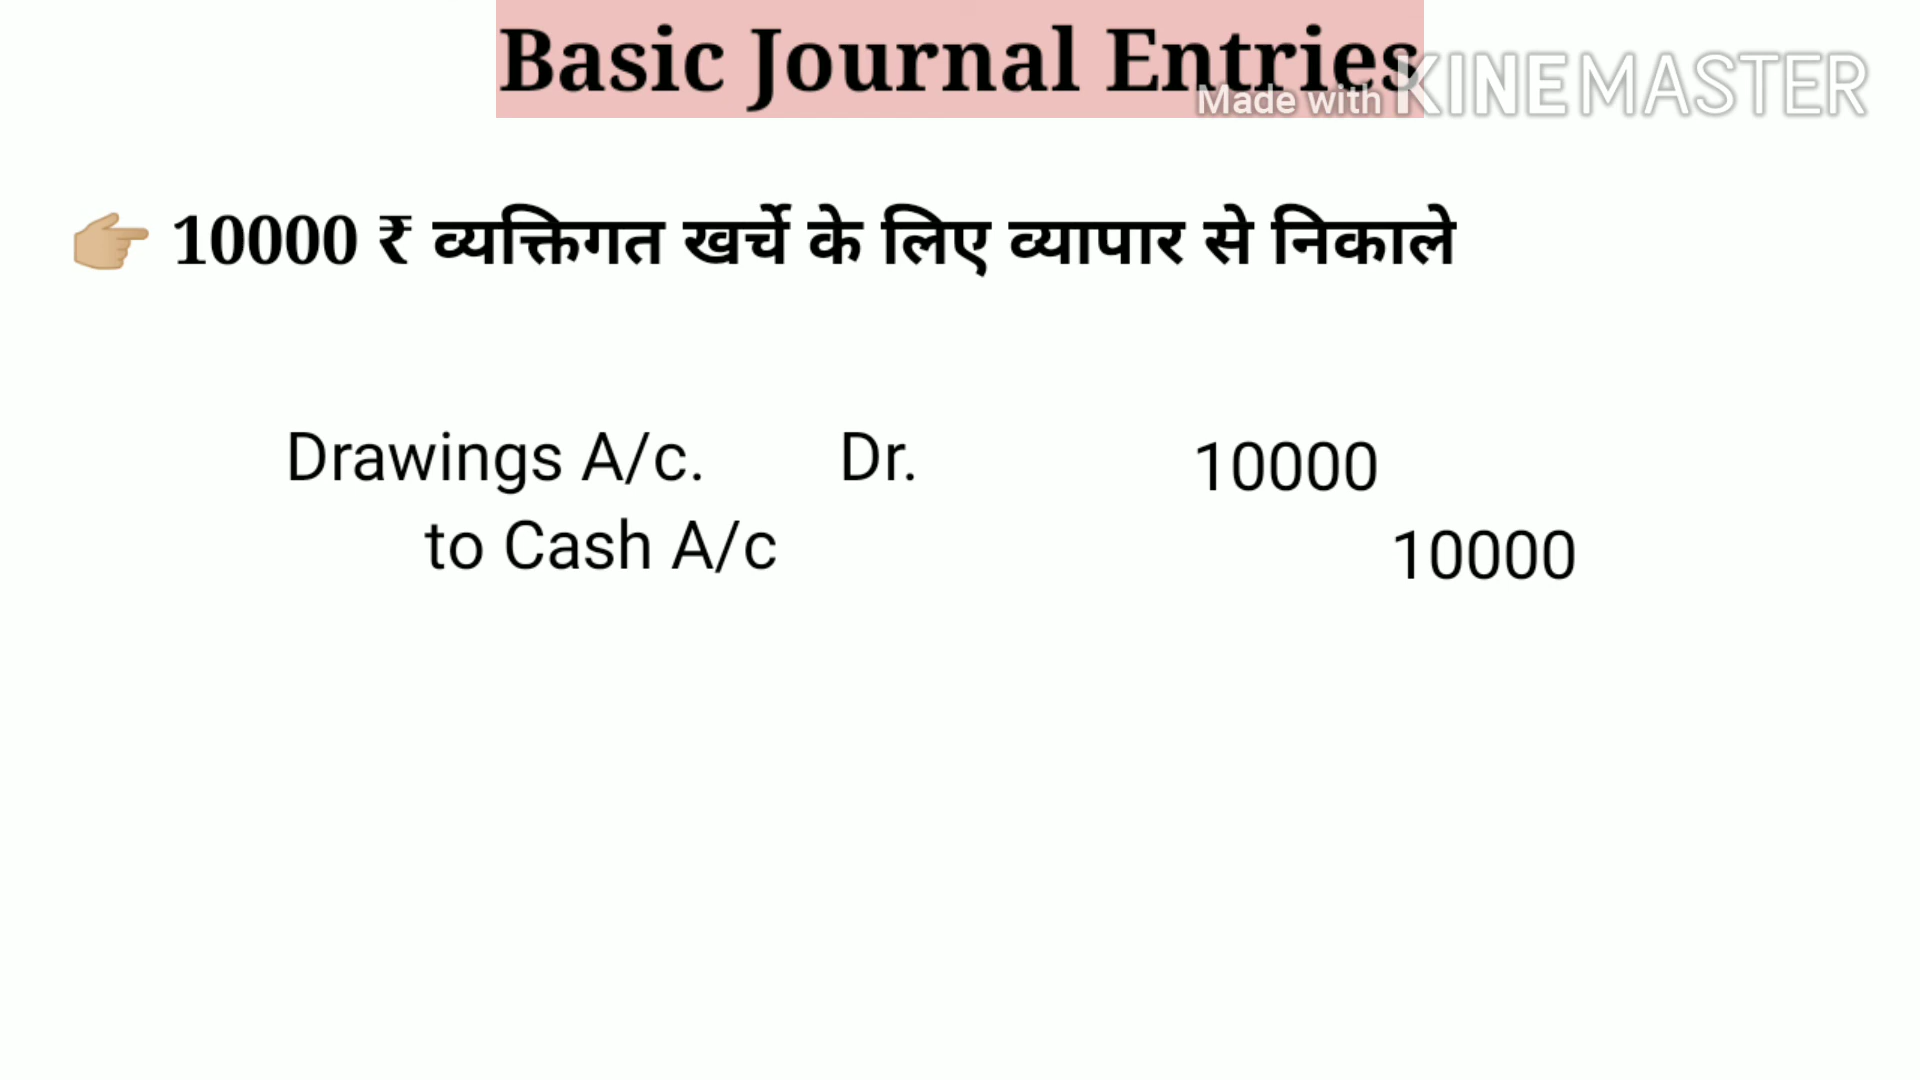 Basic Journal Entries
Made with KINEMASTER
👉🏼 10000 ₹ व्यक्तिगत खर्चे के लिए व्यापार से निकाले
Drawings A/c. Dr. 10000
to Cash A/c 10000